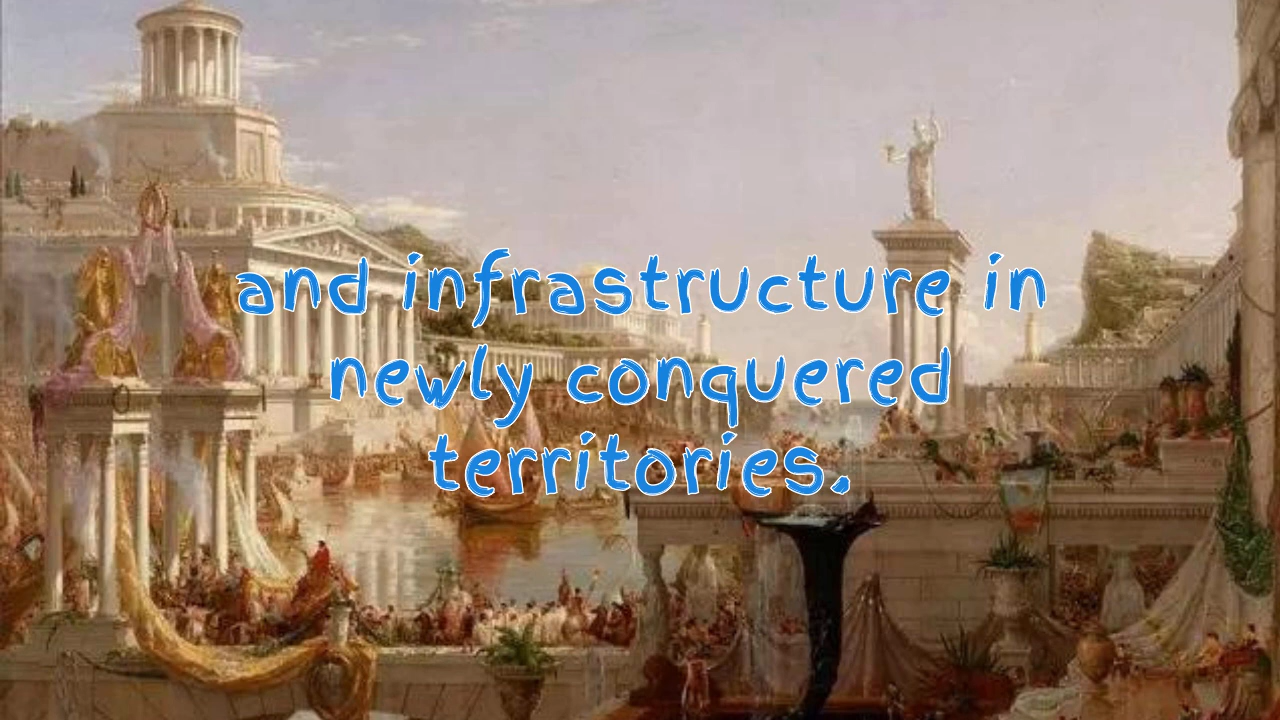 and infrastructure in
newly conquered
territories.